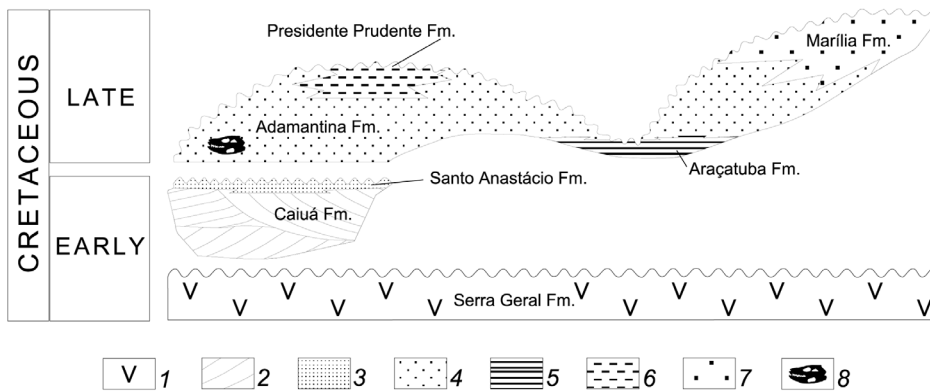 CRETACEOUS
LATE
EARLY
Presidente Prudente Fm.
Marília Fm.
Adamantina Fm.
Araçatuba Fm.
Santo Anastácio Fm.
Caiuá Fm.
Serra Geral Fm.
V V V V V V V V V V V V V V V V
V 1 2 3 4 5 6 7 8